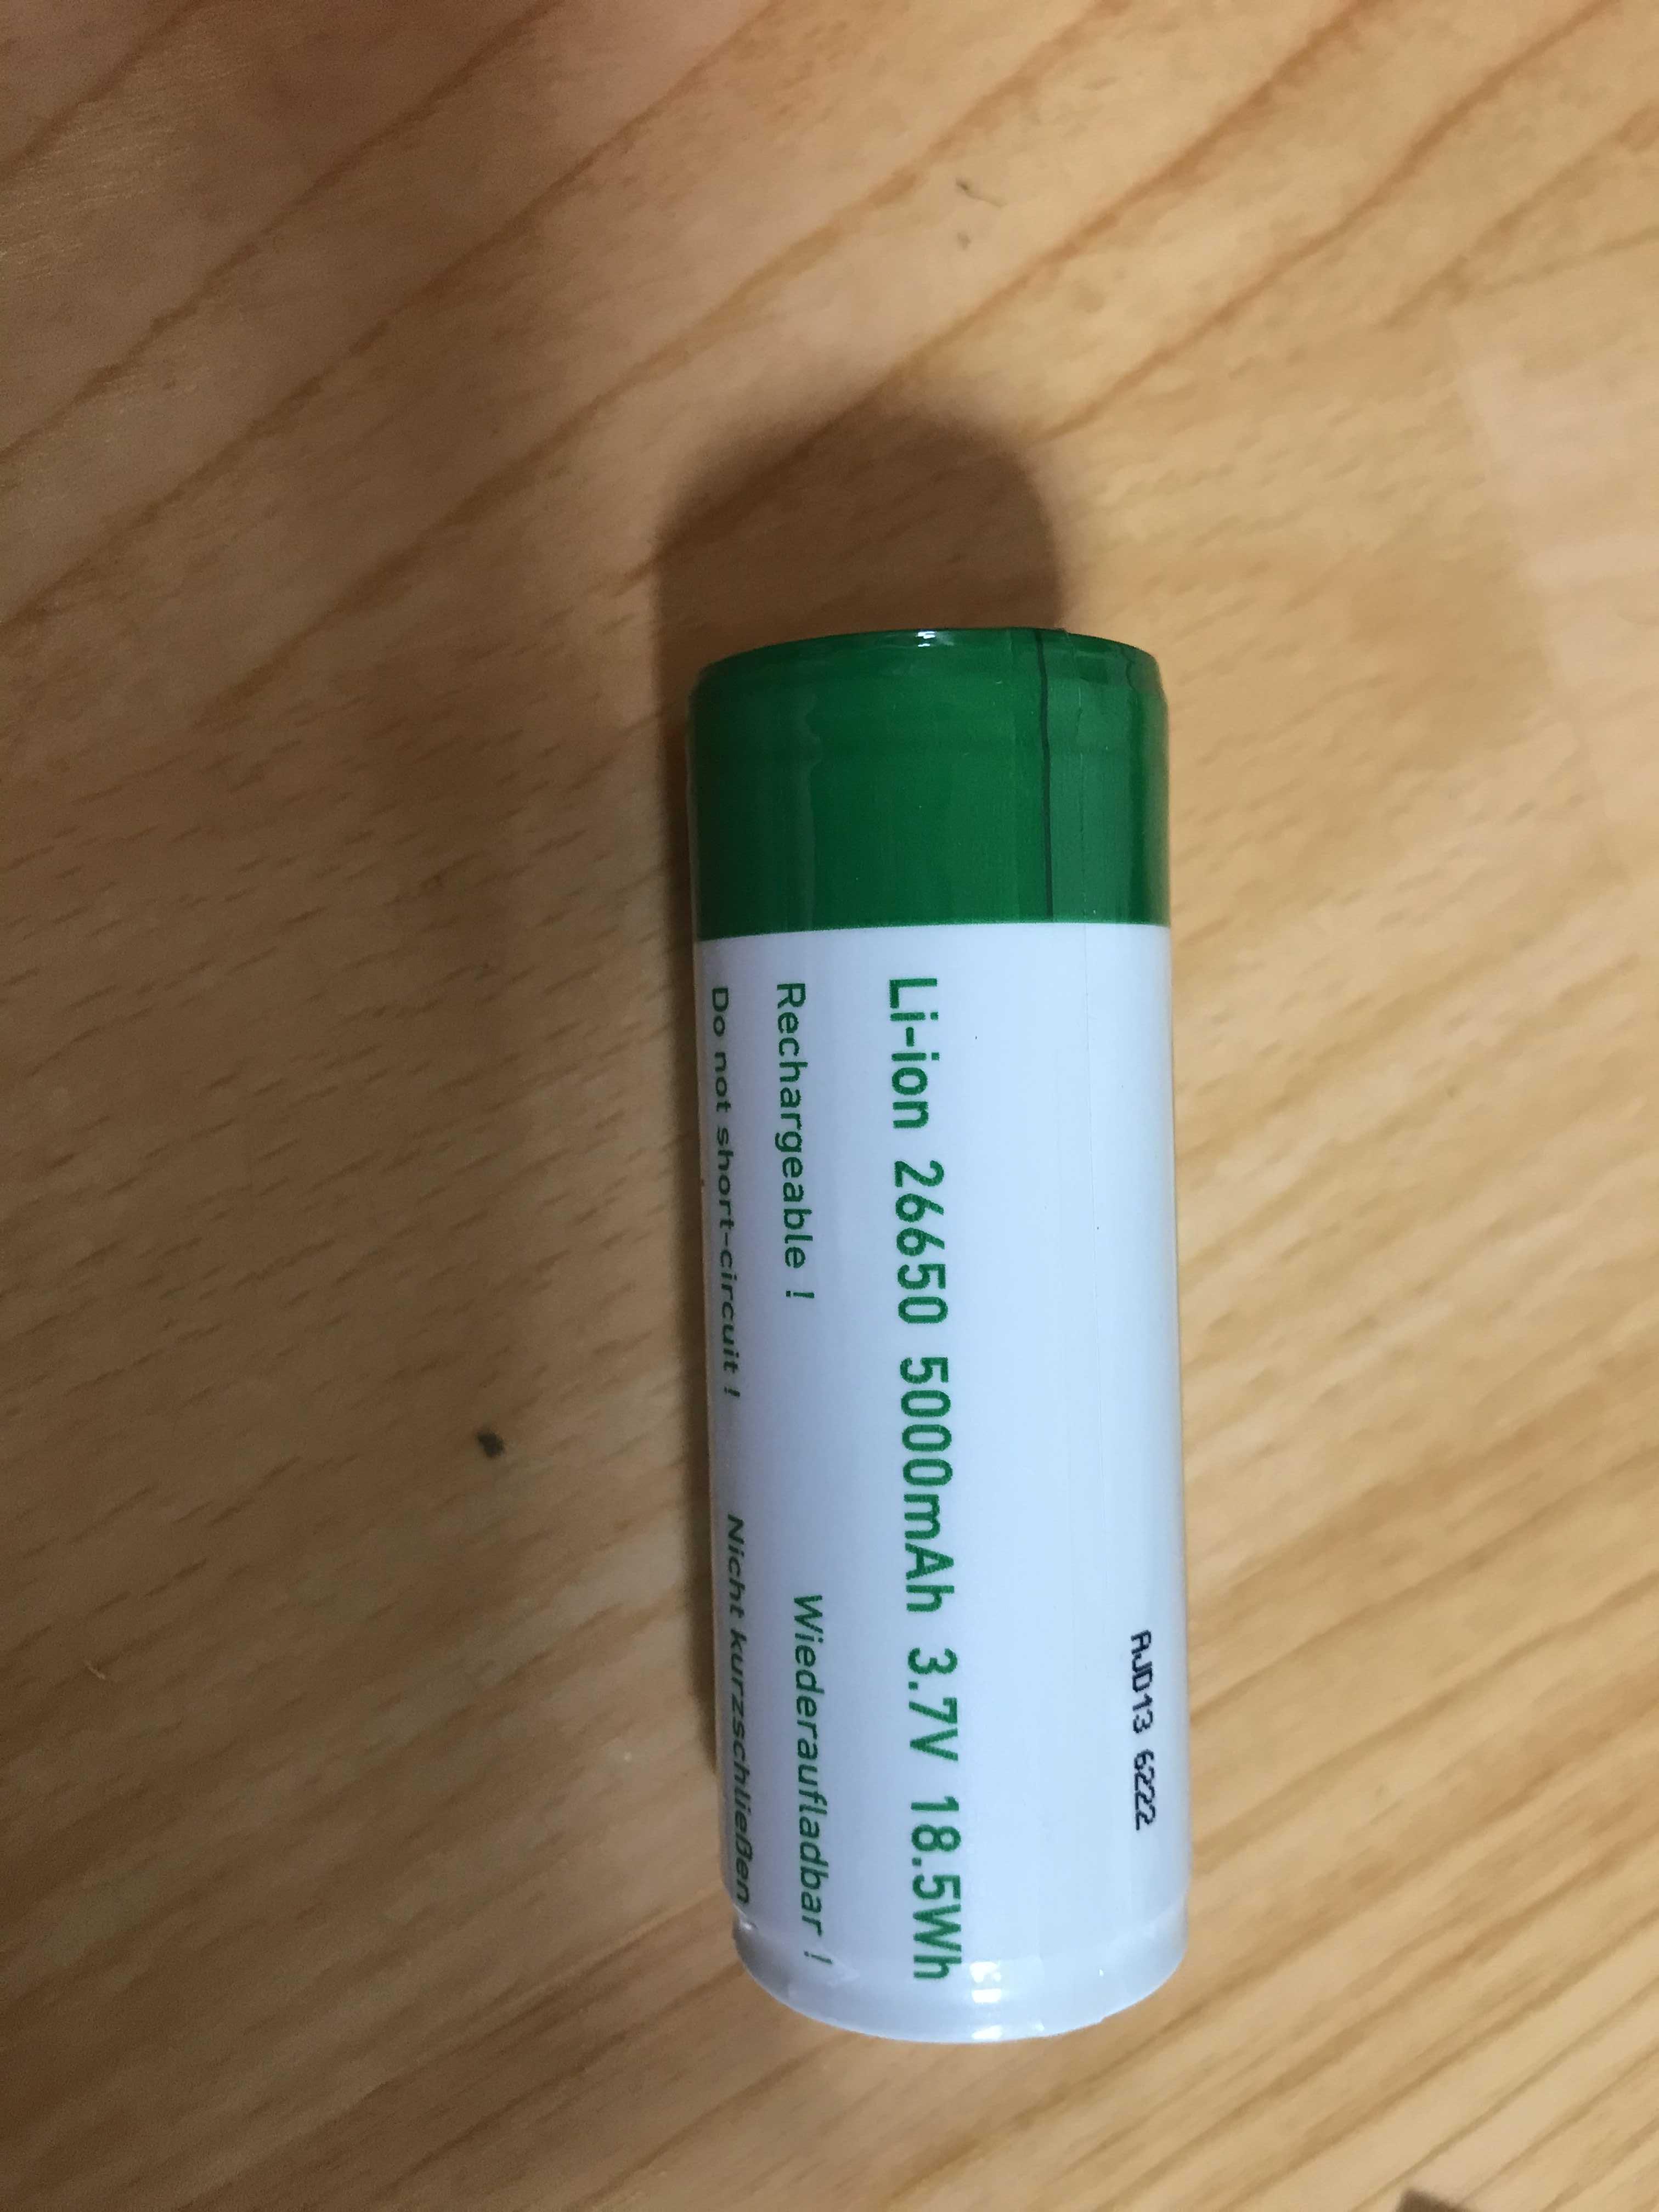 AJD13 6222
Li-ion 26650 5000mAh 3.7V 18.5Wh
Rechargeable ! Wiederaufladbar !
Do not short-circuit ! Nicht kurzschließen